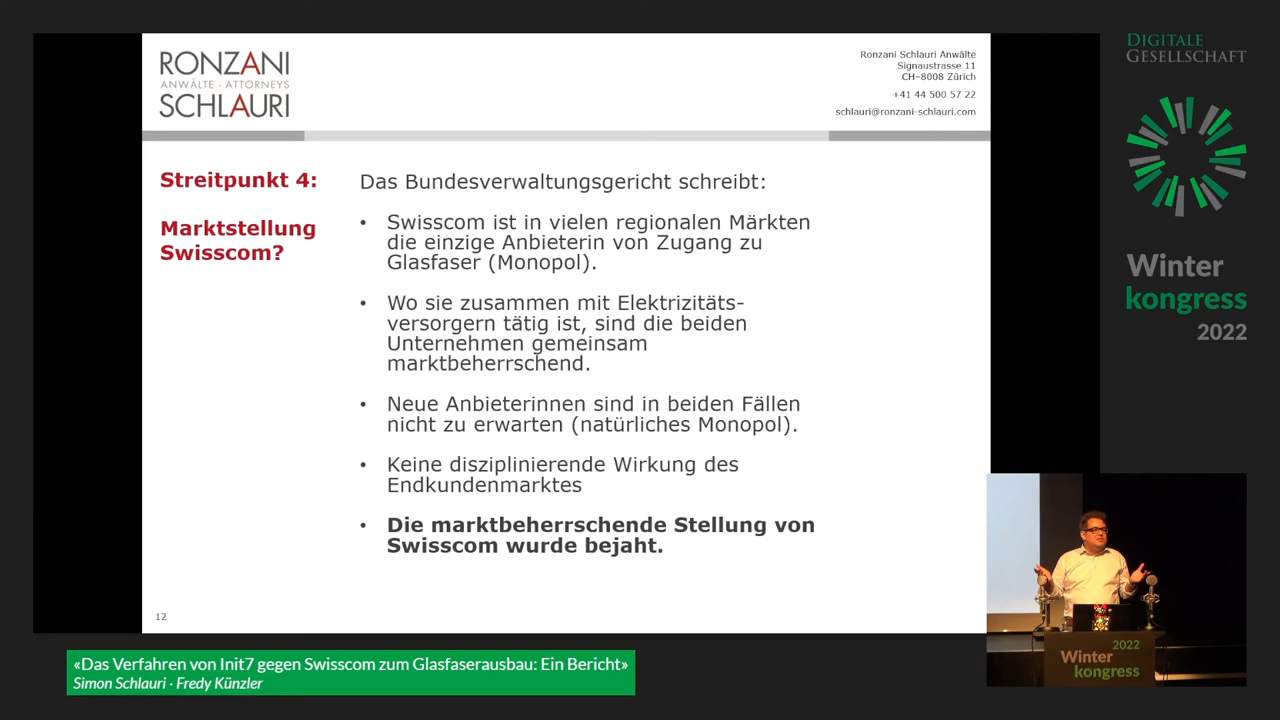 RONZANI
ANWÄLTE · ATTORNEYS
SCHLAURI
Ronzani Schlauri Anwälte
Signaustrasse 11
CH–8008 Zürich
+41 44 500 57 22
schlauri@ronzani-schlauri.com
Streitpunkt 4:
Marktstellung
Swisscom?
Das Bundesverwaltungsgericht schreibt:
• Swisscom ist in vielen regionalen Märkten
die einzige Anbieterin von Zugang zu
Glasfaser (Monopol).
• Wo sie zusammen mit Elektrizitäts-
versorgern tätig ist, sind die beiden
Unternehmen gemeinsam
marktbeherrschend.
• Neue Anbieterinnen sind in beiden Fällen
nicht zu erwarten (natürliches Monopol).
• Keine disziplinierende Wirkung des
Endkundenmarktes
• Die marktbeherrschende Stellung von
Swisscom wurde bejaht.
12
DIGITALE
GESELLSCHAFT
Winter
kongress
2022
2022
Winter
kongress
«Das Verfahren von Init7 gegen Swisscom zum Glasfaserausbau: Ein Bericht»
Simon Schlauri · Fredy Künzler